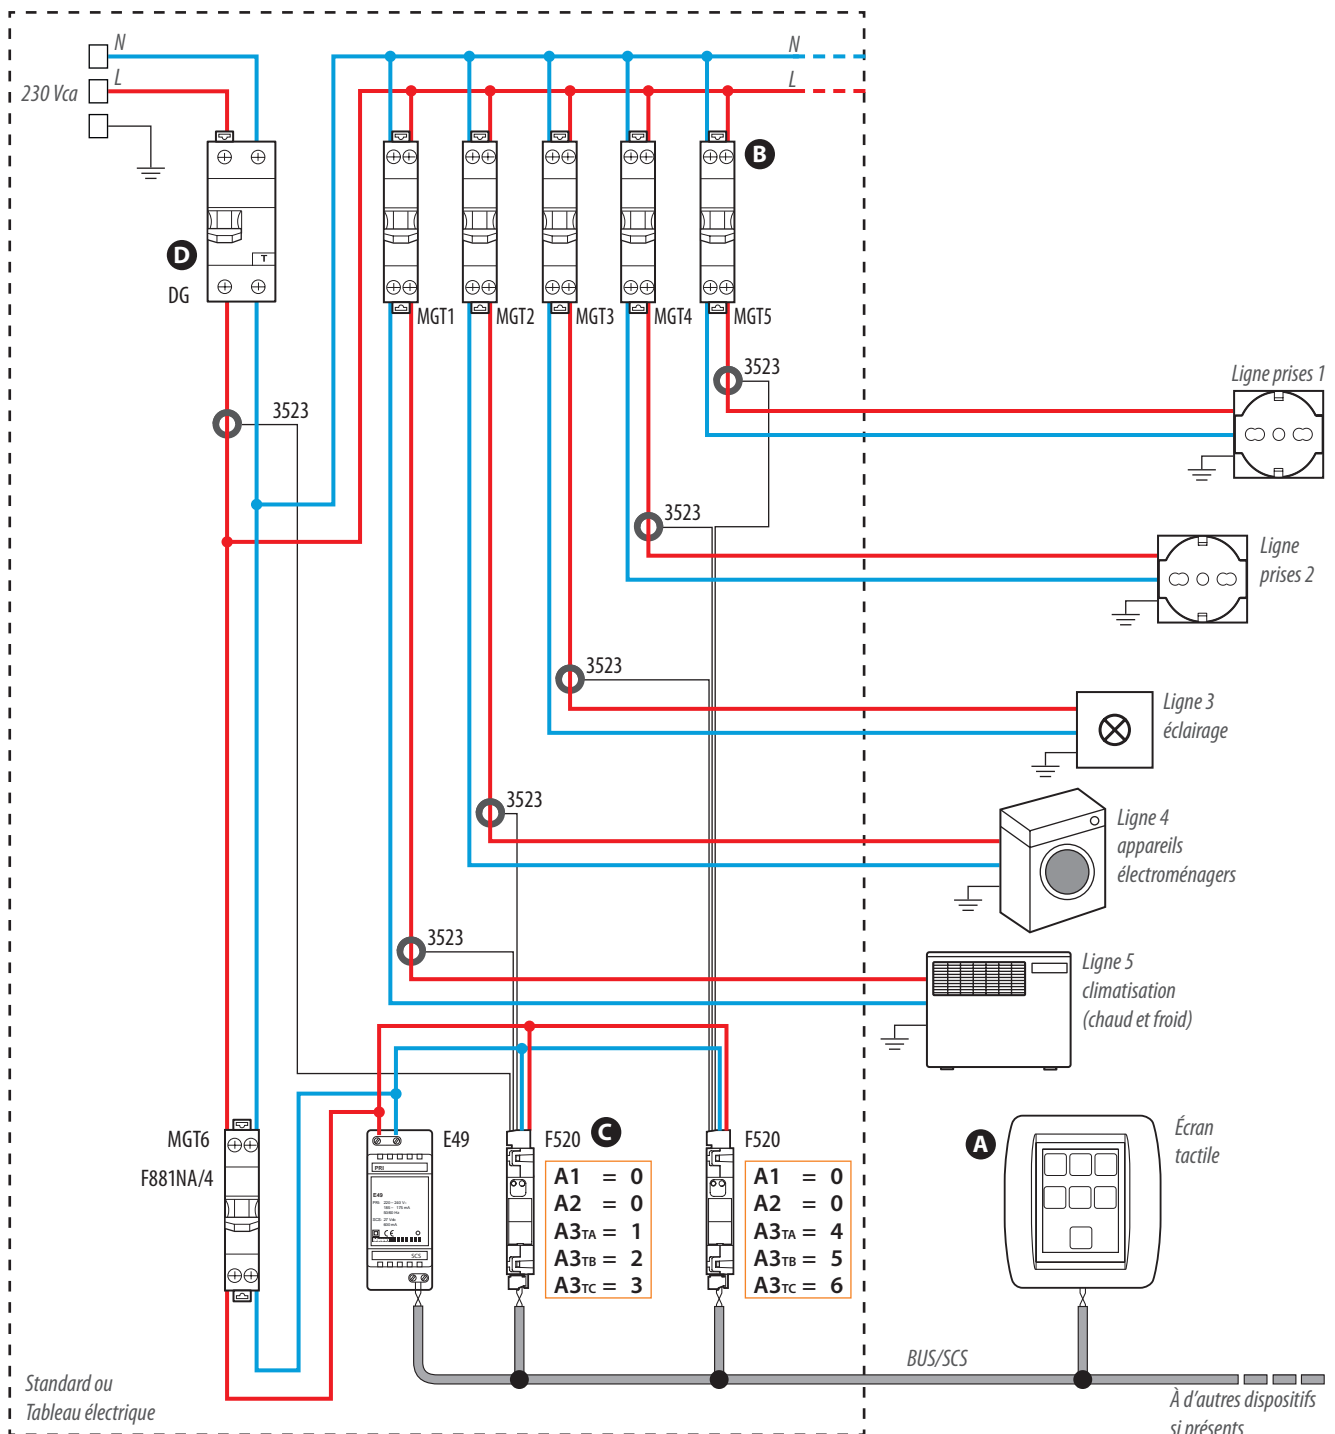 N
L
230 Vca
N
L
B
D
T
DG
MGT1
MGT2
MGT3
MGT4
MGT5
3523
Ligne prises 1
3523
3523
Ligne
prises 2
3523
Ligne 3
éclairage
3523
Ligne 4
appareils
électroménagers
3523
Ligne 5
climatisation
(chaud et froid)
MGT6
F881NA/4
E49
PRI
E49
SCS
F520
C
A1 = 0
A2 = 0
A3TA = 1
A3TB = 2
A3TC = 3
F520
A1 = 0
A2 = 0
A3TA = 4
A3TB = 5
A3TC = 6
A
Écran
tactile
BUS/SCS
Standard ou
Tableau électrique
À d'autres dispositifs
si présents